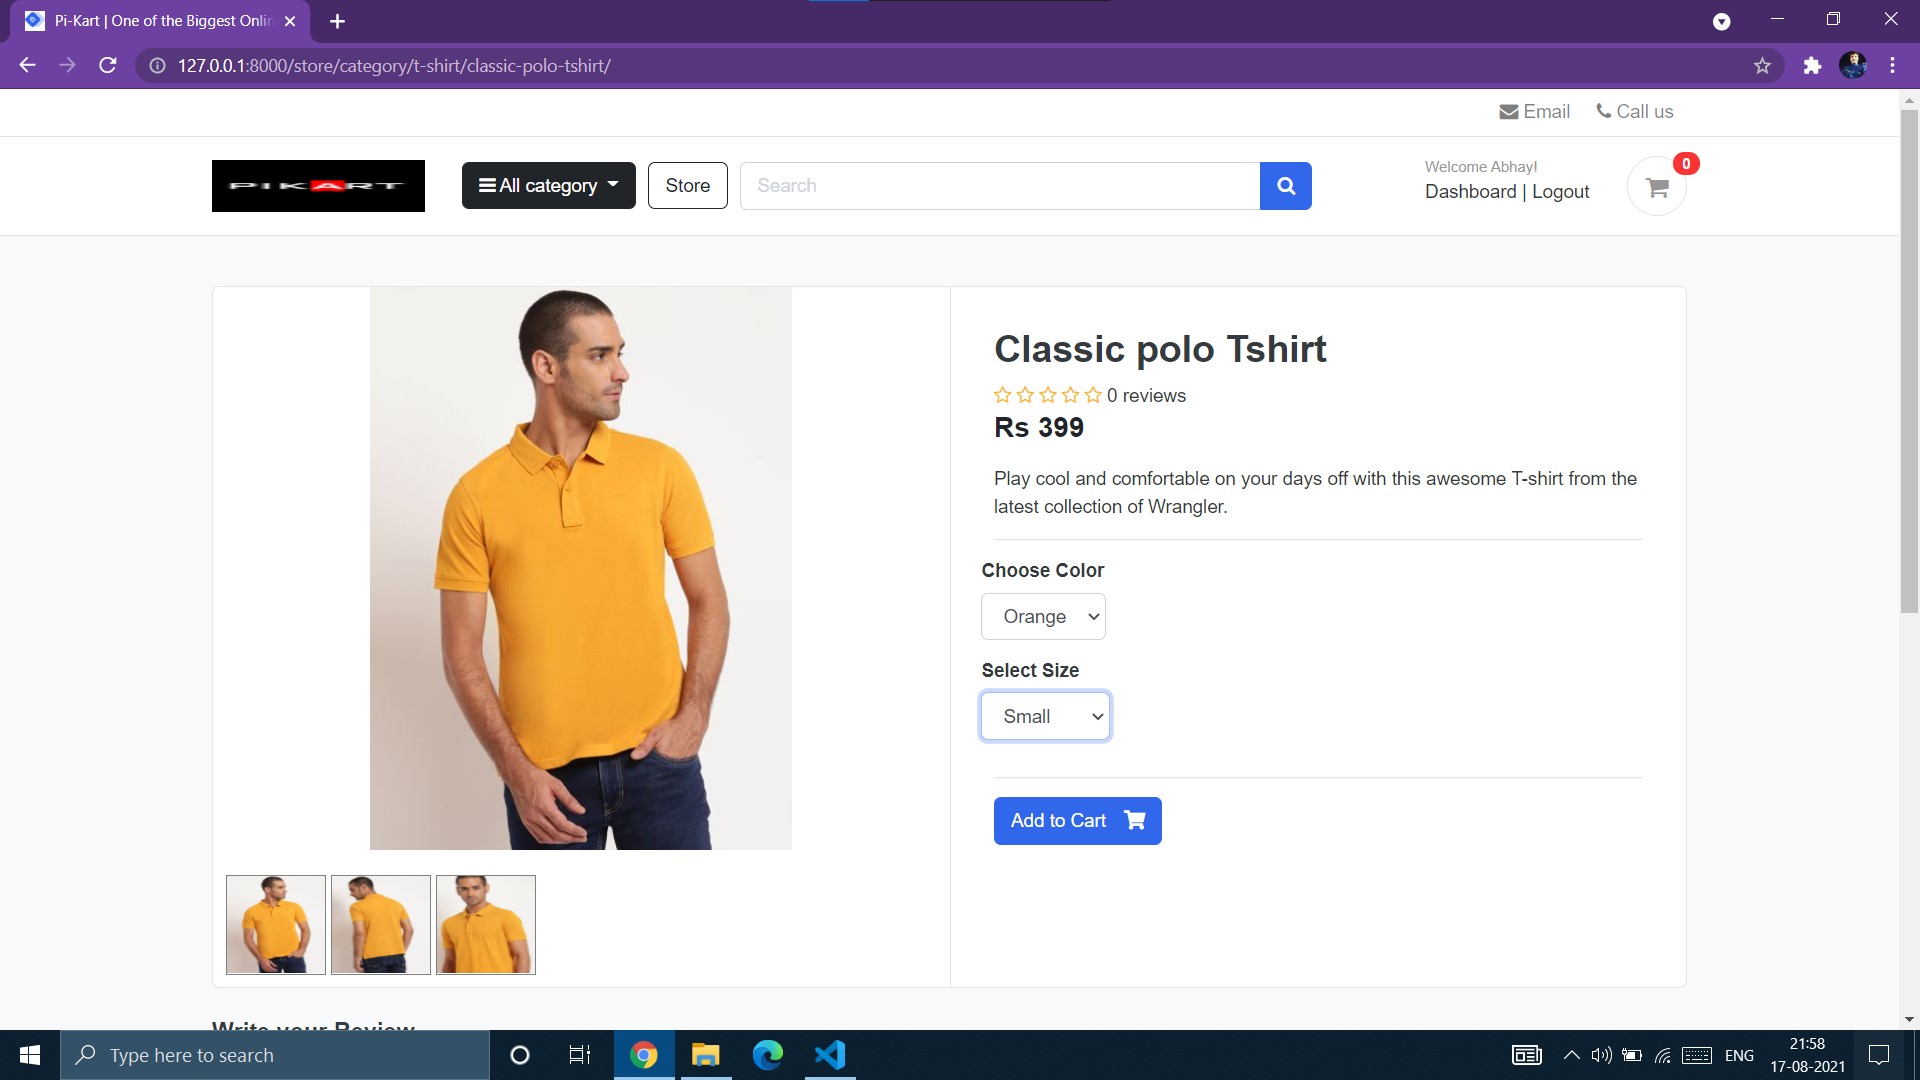 Pi-Kart | One of the Biggest Onlin
127.0.0.1:8000/store/category/t-shirt/classic-polo-tshirt/
Email Call us
PIKART
All category
Store
Search
Welcome Abhay!
Dashboard | Logout
0
Classic polo Tshirt
0 reviews
Rs 399
Play cool and comfortable on your days off with this awesome T-shirt from the
latest collection of Wrangler.
Choose Color
Orange
Select Size
Small
Add to Cart
Write your Review
Type here to search
ENG
21:58
17-08-2021